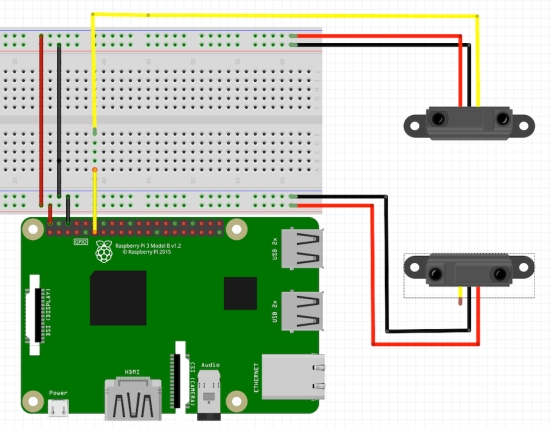 GPIO
Raspberry Pi 3 Model B v1.2
© Raspberry Pi 2015
USB 2x
DSI (DISPLAY)
USB 2x
HDMI
CSI (CAMERA)
Audio
ETHERNET
Power